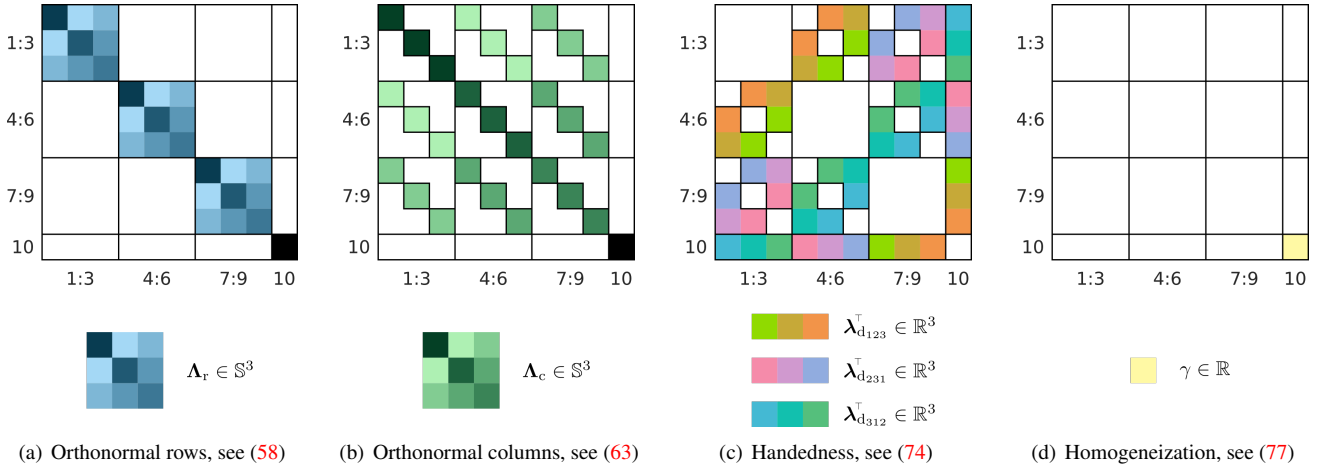 1:3
4:6
7:9
10
1:3 4:6 7:9 10
Λr ∈ 𝕊³
(a) Orthonormal rows, see (58)
1:3
4:6
7:9
10
1:3 4:6 7:9 10
Λc ∈ 𝕊³
(b) Orthonormal columns, see (63)
1:3
4:6
7:9
10
1:3 4:6 7:9 10
λ⊤d123 ∈ ℝ³
λ⊤d231 ∈ ℝ³
λ⊤d312 ∈ ℝ³
(c) Handedness, see (74)
1:3
4:6
7:9
10
1:3 4:6 7:9 10
γ ∈ ℝ
(d) Homogeneization, see (77)